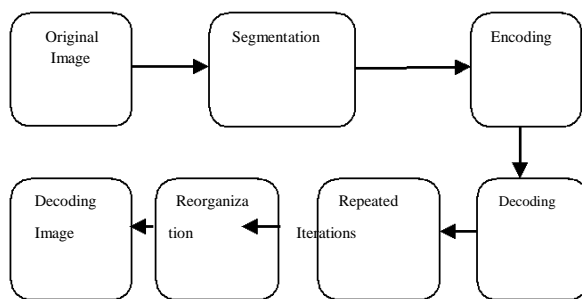 Original
Image
Segmentation
Encoding
Decoding
Image
Reorganiza
tion
Repeated
Iterations
Decoding